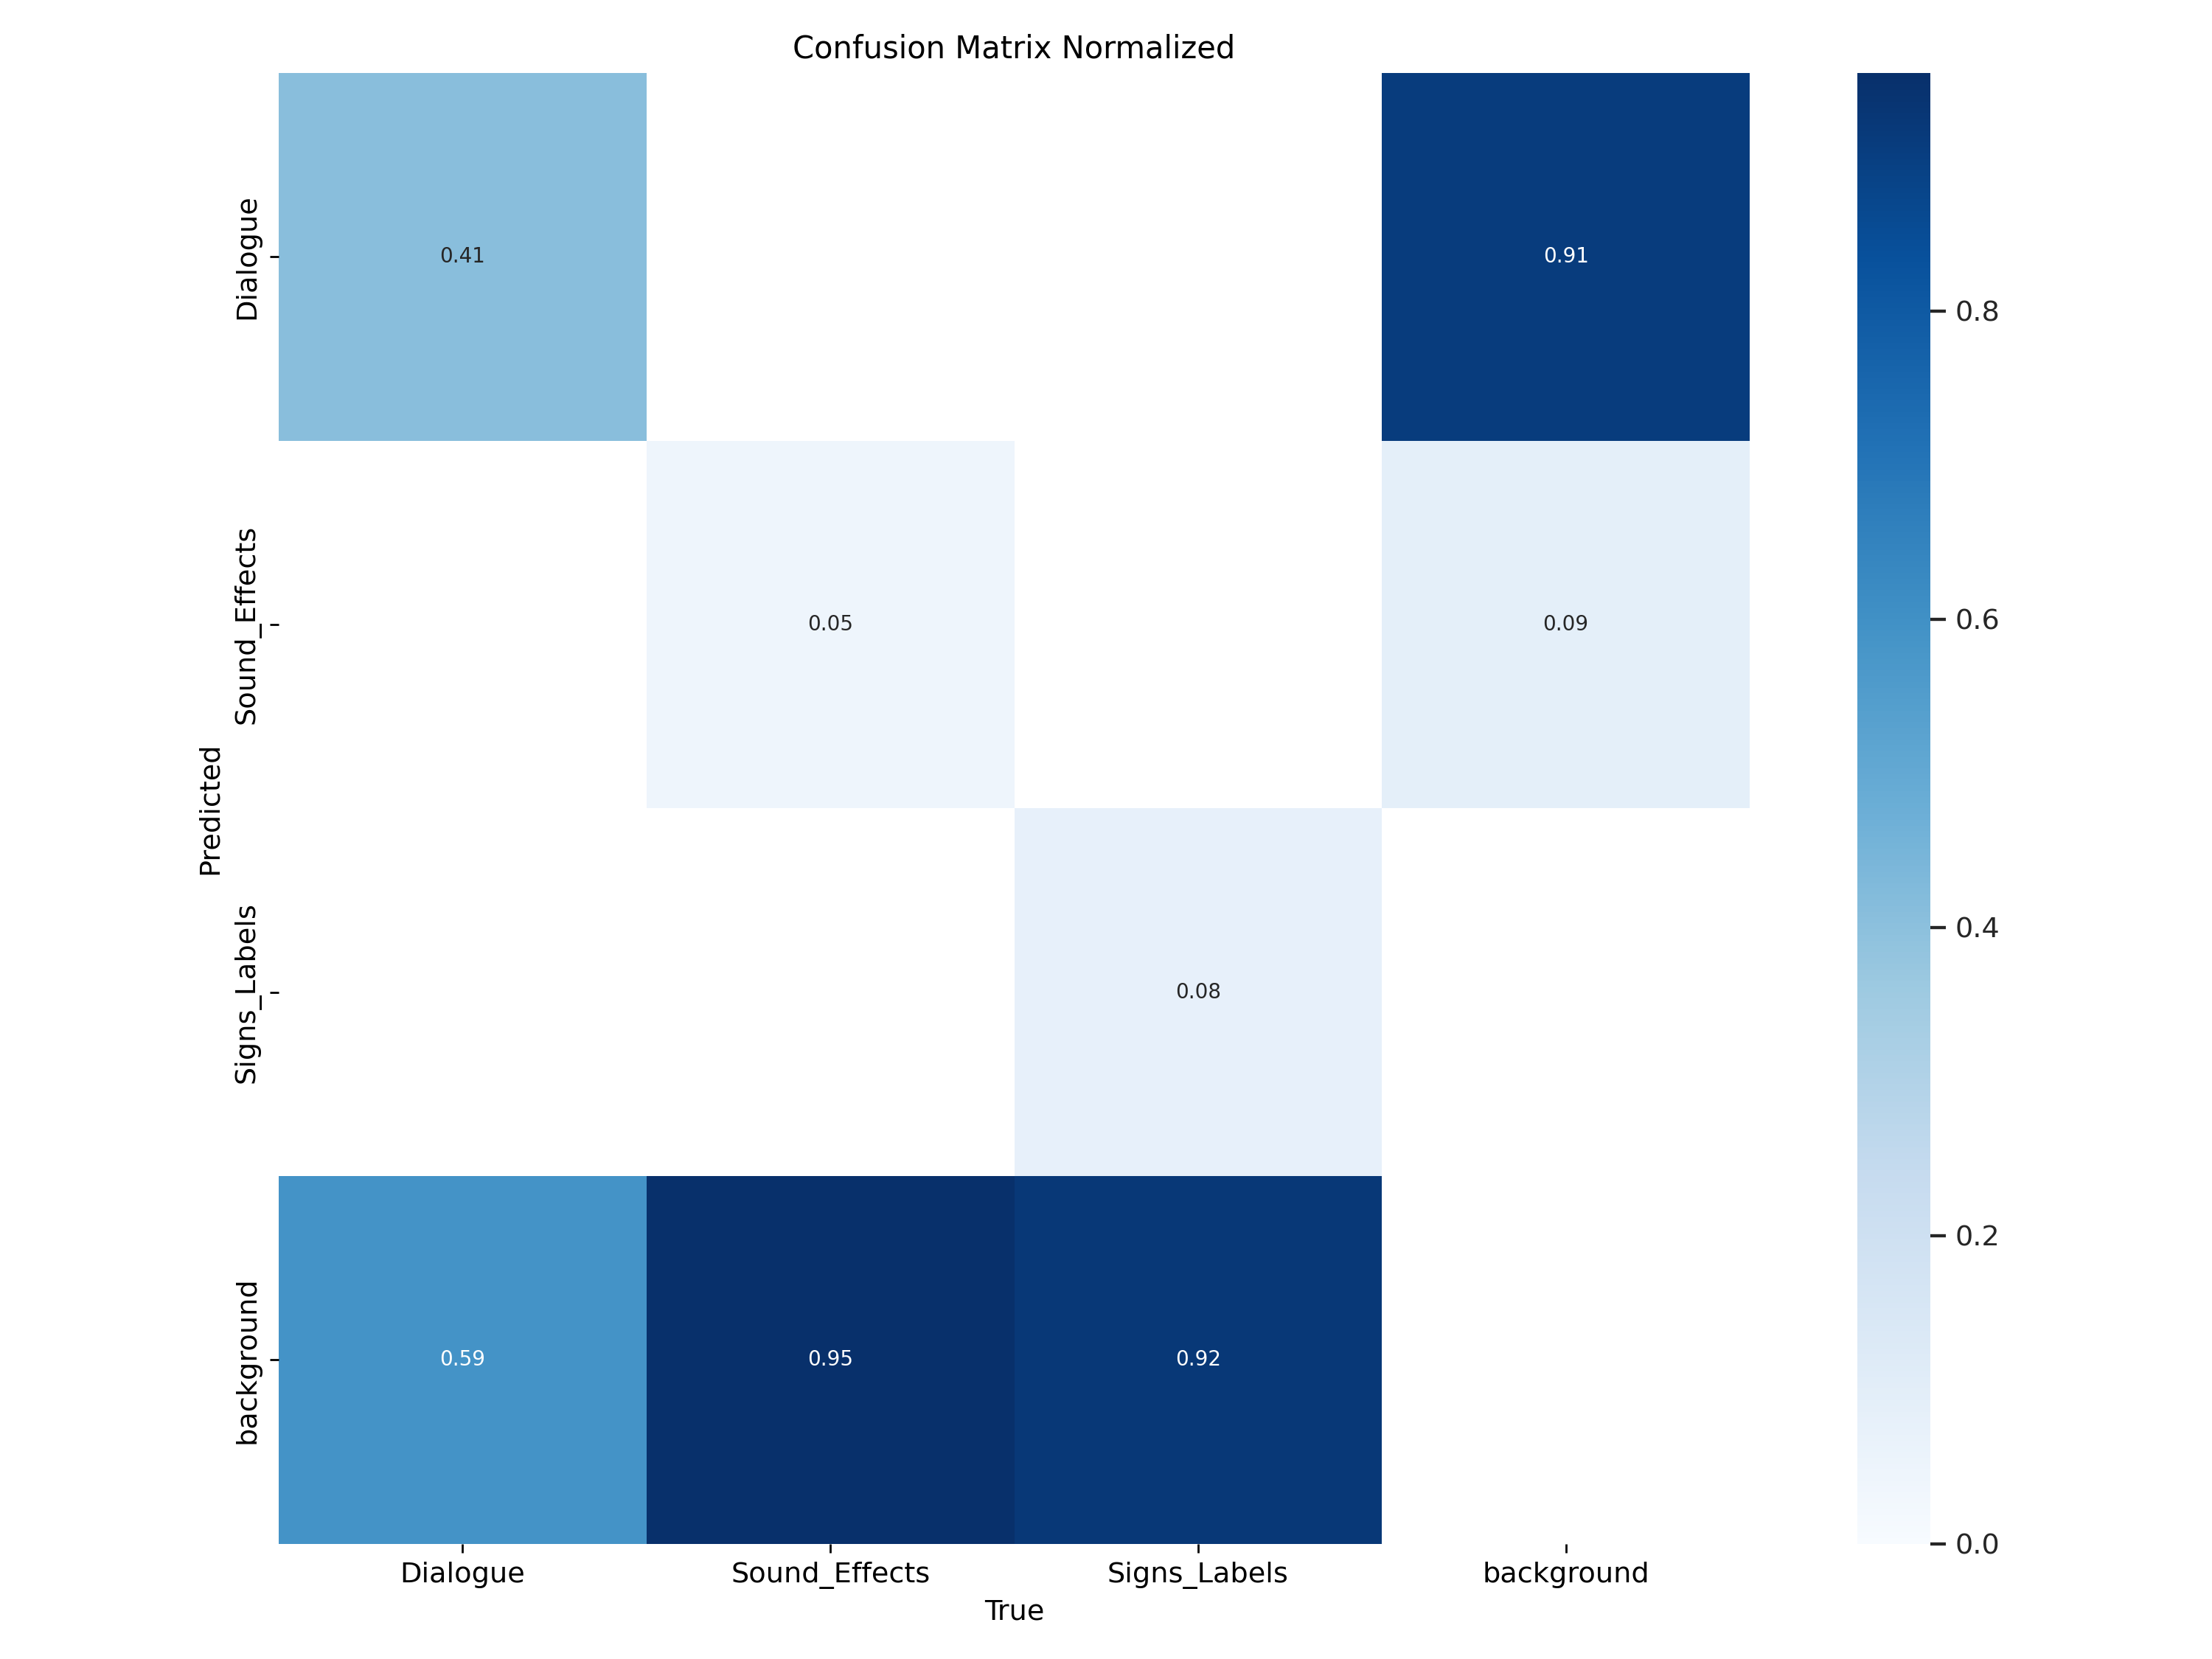 Confusion Matrix Normalized
Predicted
Dialogue
0.41
0.91
Sound_Effects
0.05
0.09
Signs_Labels
0.08
background
0.59
0.95
0.92
Dialogue
Sound_Effects
Signs_Labels
background
True
0.8
0.6
0.4
0.2
0.0